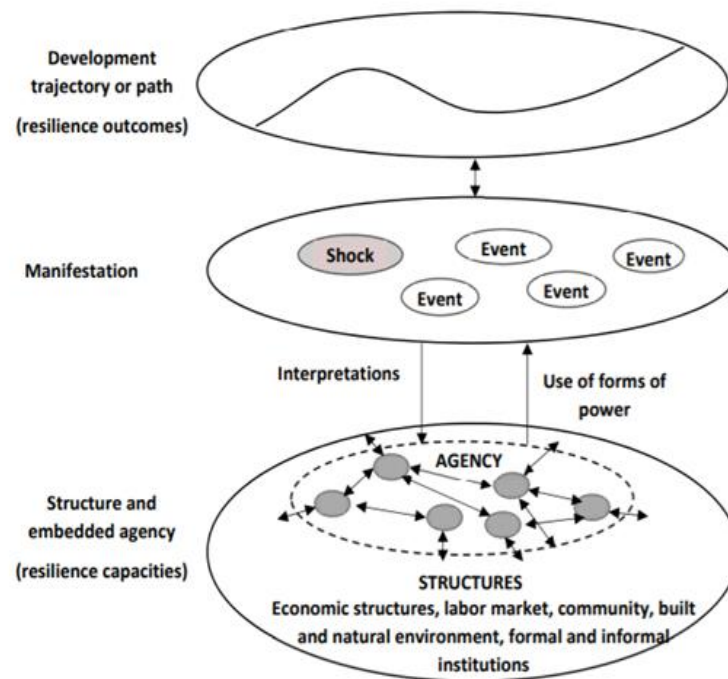 Development
trajectory or path
(resilience outcomes)
Manifestation
Shock
Event
Event
Event
Event
Interpretations
Use of forms of
power
Structure and
embedded agency
(resilience capacities)
AGENCY
STRUCTURES
Economic structures, labor market, community, built
and natural environment, formal and informal
institutions